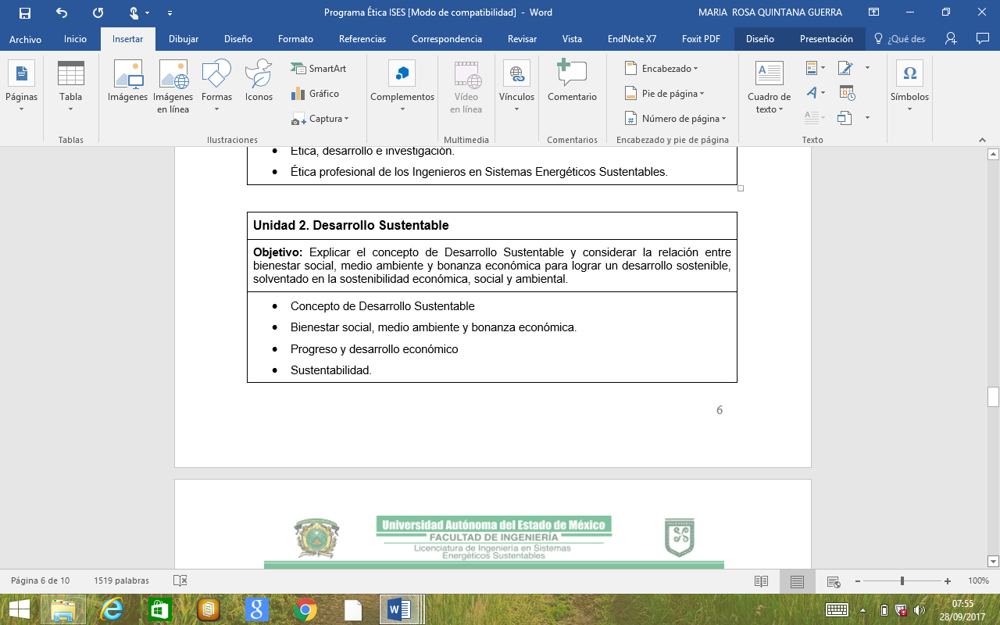 Programa Ética ISES [Modo de compatibilidad] - Word
MARIA ROSA QUINTANA GUERRA
Archivo Inicio Insertar Dibujar Diseño Formato Referencias Correspondencia Revisar Vista EndNote X7 Foxit PDF Diseño Presentación ¿Qué des
Páginas
Tabla
Tablas
Imágenes
Imágenes
en línea
Formas
Iconos
SmartArt
Gráfico
Captura
Ilustraciones
Complementos
Vídeo
en línea
Multimedia
Vínculos
Comentario
Comentarios
Encabezado
Pie de página
Número de página
Encabezado y pie de página
Cuadro de
texto
Texto
Símbolos
Ética, desarrollo e investigación.
• Ética profesional de los Ingenieros en Sistemas Energéticos Sustentables.
Unidad 2. Desarrollo Sustentable
Objetivo: Explicar el concepto de Desarrollo Sustentable y considerar la relación entre
bienestar social, medio ambiente y bonanza económica para lograr un desarrollo sostenible,
solventado en la sostenibilidad económica, social y ambiental.
• Concepto de Desarrollo Sustentable
• Bienestar social, medio ambiente y bonanza económica.
• Progreso y desarrollo económico
• Sustentabilidad.
6
Universidad Autónoma del Estado de México
FACULTAD DE INGENIERÍA
Licenciatura de Ingeniería en Sistemas
Energéticos Sustentables
INGENIERIA
Página 6 de 10 1519 palabras 100%
07:55
28/09/2017